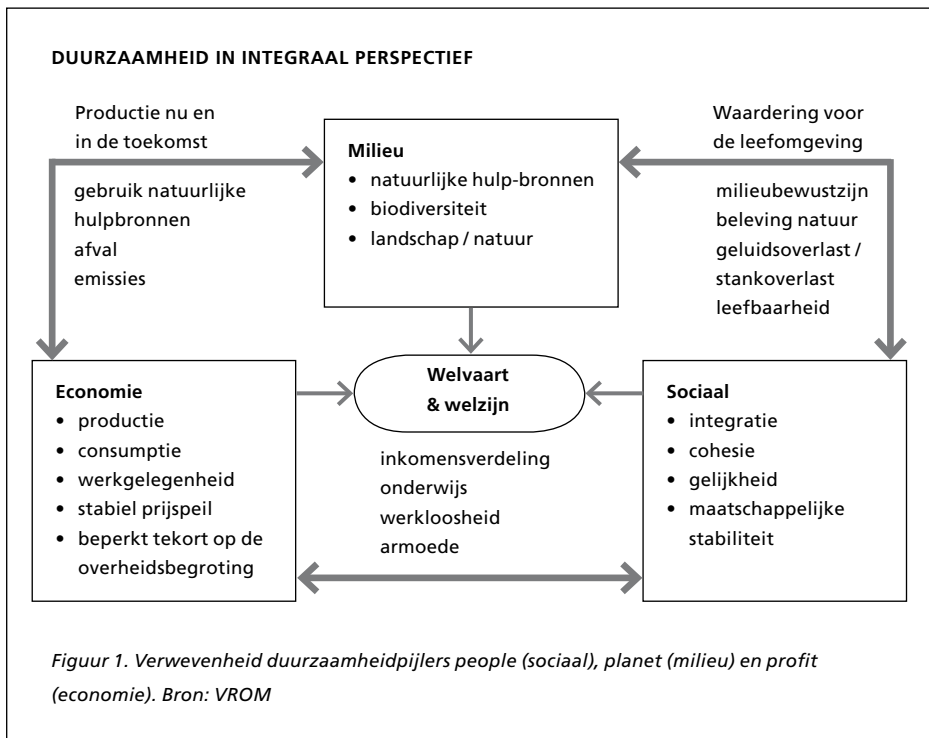 DUURZAAMHEID IN INTEGRAAL PERSPECTIEF
Productie nu en
in de toekomst
gebruik natuurlijke
hulpbronnen
afval
emissies
Milieu
• natuurlijke hulp-bronnen
• biodiversiteit
• landschap / natuur
Waardering voor
de leefomgeving
milieubewustzijn
beleving natuur
geluidsoverlast /
stankoverlast
leefbaarheid
Economie
• productie
• consumptie
• werkgelegenheid
• stabiel prijspeil
• beperkt tekort op de
overheidsbegroting
Welvaart
& welzijn
inkomensverdeling
onderwijs
werkloosheid
armoede
Sociaal
• integratie
• cohesie
• gelijkheid
• maatschappelijke
stabiliteit
Figuur 1. Verwevenheid duurzaamheidpijlers people (sociaal), planet (milieu) en profit
(economie). Bron: VROM